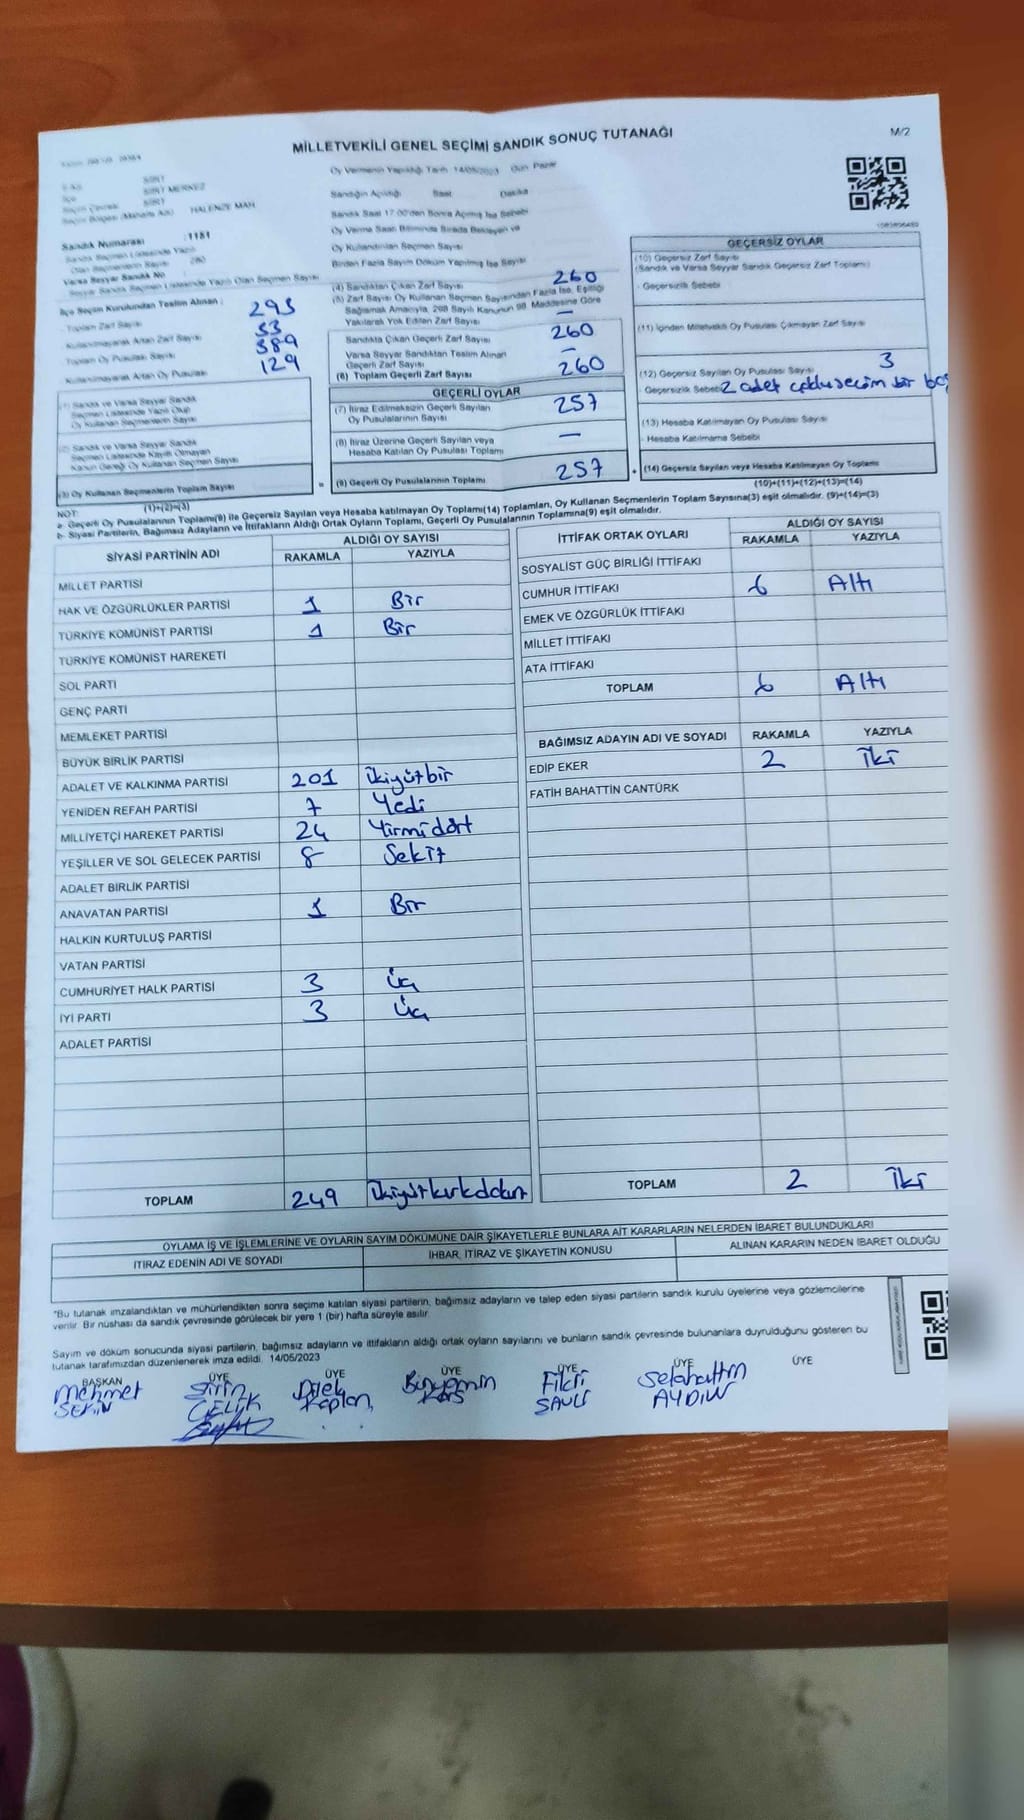 MİLLETVEKİLİ GENEL SEÇİMİ SANDIK SONUÇ TUTANAĞI
M/2
SİİRT
SİİRT MERKEZ
SİİRT
HALENZE MAH.
Sandık Numarası : 1151
Oy Vermenin Yapıldığı Tarih 14/05/2023 Gün Pazar
Sandığın Açıldığı Saat Dakika
Sandık Saat 17.00'den Sonra Açılmış İse Sebebi
Oy Verme Saati Bitiminde Sırada Bekleyen ve
Oy Kullandırılan Seçmen Sayısı
Birden Fazla Sayım Döküm Yapılmış İse Sayısı
İlçe Seçim Kurulundan Teslim Alınan :
Toplam Zarf Sayısı 295
Kullanılmayarak Artan Zarf Sayısı 33
Toplam Oy Pusulası Sayısı 389
Kullanılmayarak Artan Oy Pusulası 129
(1) Sandık ve Varsa Seyyar Sandık
Seçmen Listesinde Yazılı Olup
Oy Kullanan Seçmenlerin Sayısı
(2) Sandık ve Varsa Seyyar Sandık
Seçmen Listesinde Kayıtlı Olmayan
Kanun Gereği Oy Kullanan Seçmen Sayısı
(3) Oy Kullanan Seçmenlerin Toplam Sayısı
(1)+(2)=(3)
(4) Sandıktan Çıkan Zarf Sayısı 260
(5) Zarf Sayısı Oy Kullanan Seçmen Sayısından Fazla İse, Eşitliği
Sağlamak Amacıyla, 298 Sayılı Kanunun 98. Maddesine Göre
Yakılarak Yok Edilen Zarf Sayısı —
Sandıkta Çıkan Geçerli Zarf Sayısı 260
Varsa Seyyar Sandıktan Teslim Alınan
Geçerli Zarf Sayısı —
(6) Toplam Geçerli Zarf Sayısı 260
GEÇERLİ OYLAR
(7) İtiraz Edilmeksizin Geçerli Sayılan
Oy Pusulalarının Sayısı 257
(8) İtiraz Üzerine Geçerli Sayılan veya
Hesaba Katılan Oy Pusulası Toplamı —
= (9) Geçerli Oy Pusulalarının Toplamı 257 +
GEÇERSİZ OYLAR
(10) Geçersiz Zarf Sayısı
(Sandık ve Varsa Seyyar Sandık Geçersiz Zarf Toplamı)
- Geçersizlik Sebebi
(11) İçinden Milletvekili Oy Pusulası Çıkmayan Zarf Sayısı
(12) Geçersiz Sayılan Oy Pusulası Sayısı 3
- Geçersizlik Sebebi 2 adet çoklu seçim bir
(13) Hesaba Katılmayan Oy Pusulası Sayısı
- Hesaba Katılmama Sebebi
(14) Geçersiz Sayılan veya Hesaba Katılmayan Oy Toplamı
(10)+(11)+(12)+(13)=(14)
NOT:
a- Geçerli Oy Pusulalarının Toplamı(9) ile Geçersiz Sayılan veya Hesaba katılmayan Oy Toplamı(14) Toplamları, Oy Kullanan Seçmenlerin Toplam Sayısına(3) eşit olmalıdır. (9)+(14)=(3)
b- Siyasi Partilerin, Bağımsız Adayların ve İttifakların Aldığı Ortak Oyların Toplamı, Geçerli Oy Pusulalarının Toplamına(9) eşit olmalıdır.
SİYASİ PARTİNİN ADI
ALDIĞI OY SAYISI
RAKAMLA YAZIYLA
MİLLET PARTİSİ
HAK VE ÖZGÜRLÜKLER PARTİSİ 1 Bir
TÜRKİYE KOMÜNİST PARTİSİ 1 Bir
TÜRKİYE KOMÜNİST HAREKETİ
SOL PARTİ
GENÇ PARTİ
MEMLEKET PARTİSİ
BÜYÜK BİRLİK PARTİSİ
ADALET VE KALKINMA PARTİSİ 201 ikiyüzbir
YENİDEN REFAH PARTİSİ 7 Yedi
MİLLİYETÇİ HAREKET PARTİSİ 24 Yirmidört
YEŞİLLER VE SOL GELECEK PARTİSİ 8 Sekiz
ADALET BİRLİK PARTİSİ
ANAVATAN PARTİSİ 1 Bir
HALKIN KURTULUŞ PARTİSİ
VATAN PARTİSİ
CUMHURİYET HALK PARTİSİ 3 Üç
İYİ PARTİ 3 Üç
ADALET PARTİSİ
TOPLAM 249 ikiyüzkırkdokuz
İTTİFAK ORTAK OYLARI
ALDIĞI OY SAYISI
RAKAMLA YAZIYLA
SOSYALİST GÜÇ BİRLİĞİ İTTİFAKI
CUMHUR İTTİFAKI 6 Altı
EMEK VE ÖZGÜRLÜK İTTİFAKI
MİLLET İTTİFAKI
ATA İTTİFAKI
TOPLAM 6 Altı
BAĞIMSIZ ADAYIN ADI VE SOYADI RAKAMLA YAZIYLA
EDİP EKER 2 İki
FATİH BAHATTİN CANTÜRK
TOPLAM 2 İki
OYLAMA İŞ VE İŞLEMLERİNE VE OYLARIN SAYIM DÖKÜMÜNE DAİR ŞİKAYETLERLE BUNLARA AİT KARARLARIN NELERDEN İBARET BULUNDUKLARI
İTİRAZ EDENİN ADI VE SOYADI İHBAR, İTİRAZ VE ŞİKAYETİN KONUSU ALINAN KARARIN NEDEN İBARET OLDUĞU
"Bu tutanak imzalandıktan ve mühürlendikten sonra seçime katılan siyasi partilerin, bağımsız adayların ve talep eden siyasi partilerin sandık kurulu üyelerine veya gözlemcilerine
verilir. Bir nüshası da sandık çevresinde görülecek bir yere 1 (bir) hafta süreyle asılır.
Sayım ve döküm sonucunda siyasi partilerin, bağımsız adayların ve ittifakların aldığı ortak oyların sayılarını ve bunların sandık çevresinde bulunanlara duyrulduğunu gösteren bu
tutanak tarafımızdan düzenlenerek imza edildi. 14/05/2023
BAŞKAN ÜYE ÜYE ÜYE ÜYE ÜYE ÜYE
Mehmet Şirin Dilek Bünyamin Fikri Selahattin
ÇELİK Kaplan AYDIN